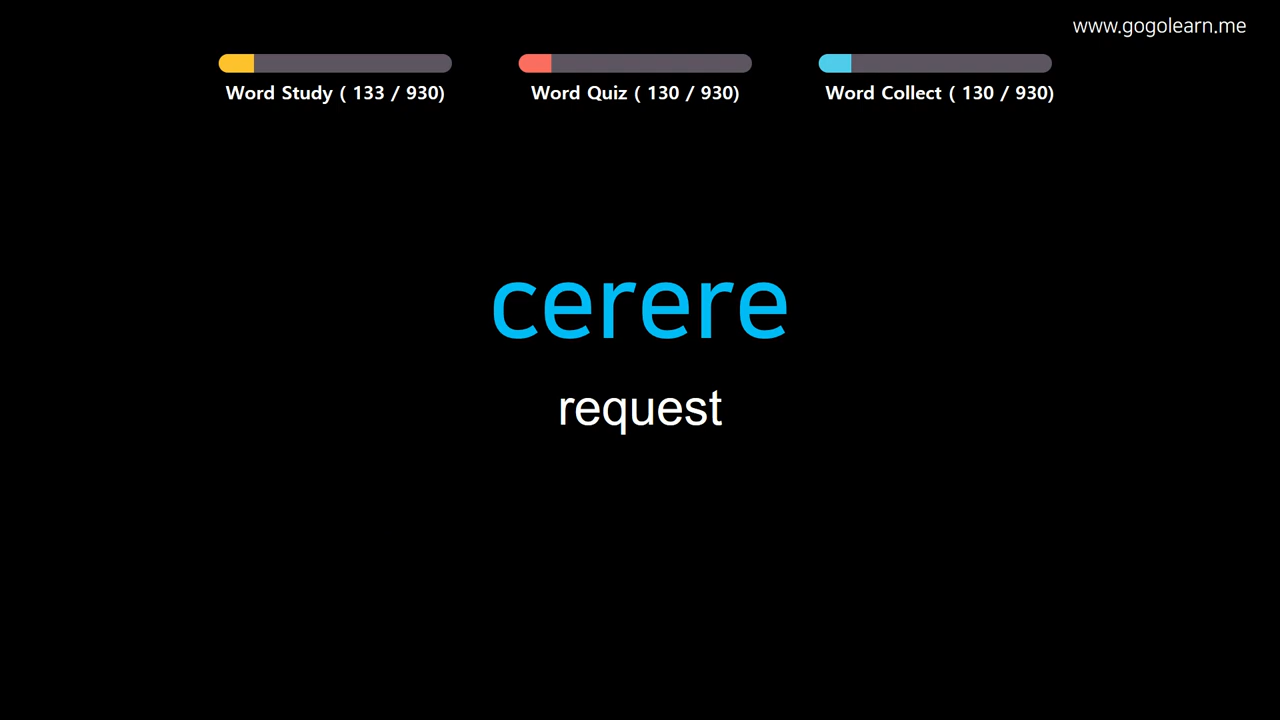 www.gogolearn.me
Word Study ( 133 / 930)
Word Quiz ( 130 / 930)
Word Collect ( 130 / 930)
cerere
request